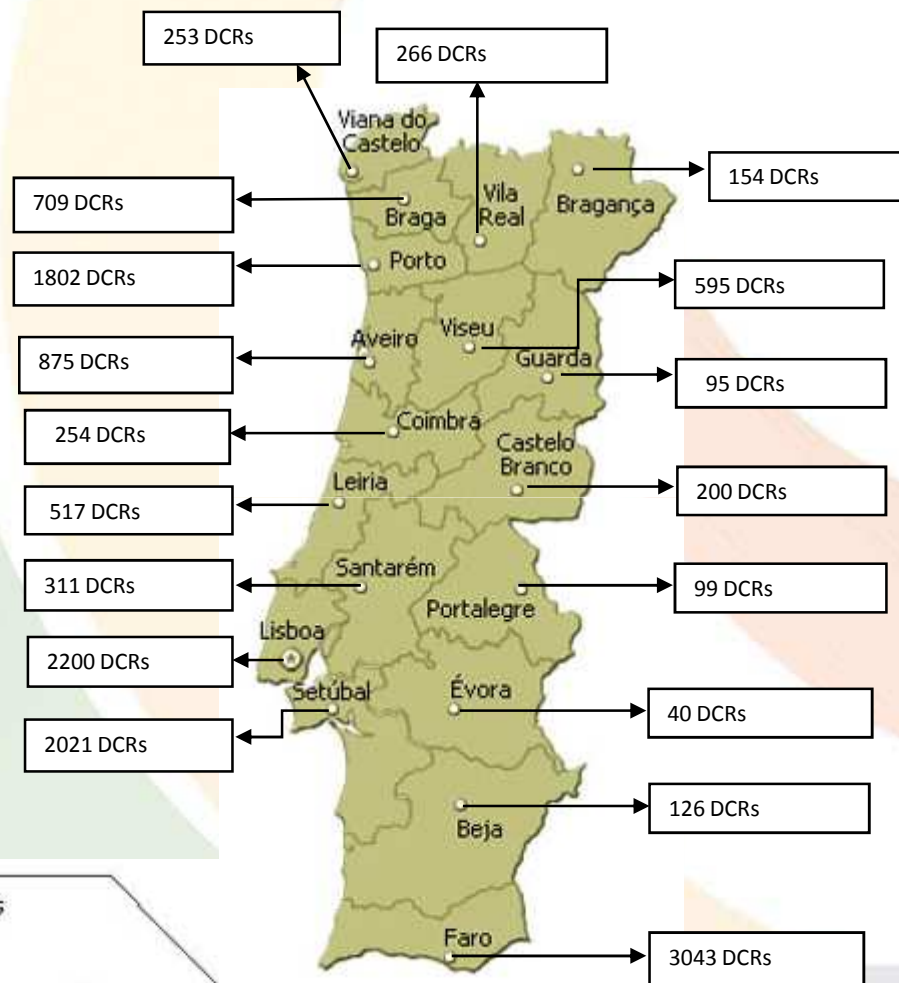 253 DCRs
266 DCRs
Viana do
Castelo
154 DCRs
709 DCRs
Braga
Vila
Real
Bragança
1802 DCRs
Porto
595 DCRs
875 DCRs
Aveiro
Viseu
Guarda
95 DCRs
254 DCRs
Coimbra
Castelo
Branco
200 DCRs
517 DCRs
Leiria
311 DCRs
Santarém
Portalegre
99 DCRs
Lisboa
2200 DCRs
Setúbal
Évora
40 DCRs
2021 DCRs
126 DCRs
Beja
Faro
3043 DCRs